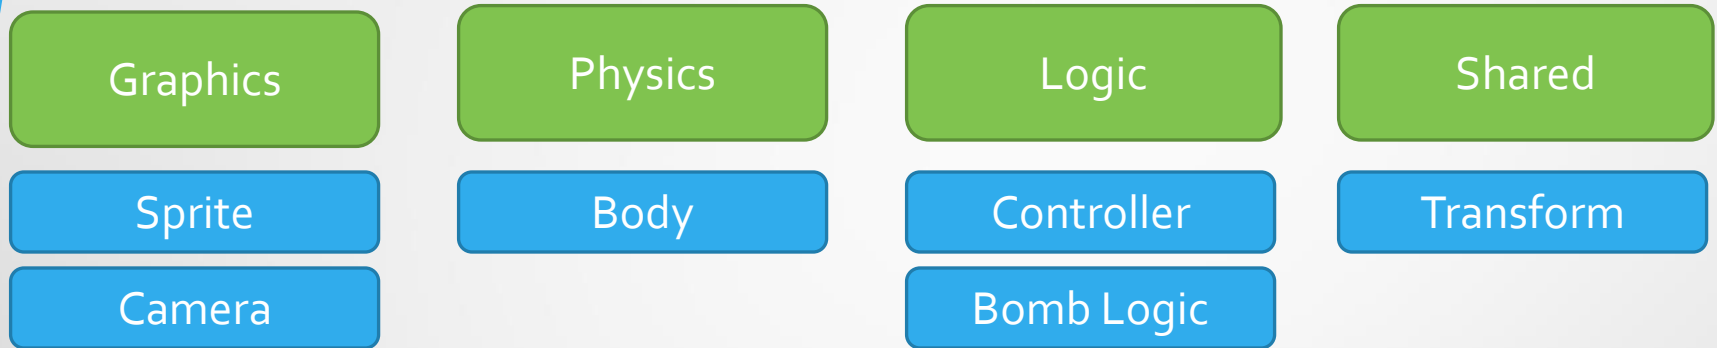 Graphics
Physics
Logic
Shared
Sprite
Body
Controller
Transform
Camera
Bomb Logic